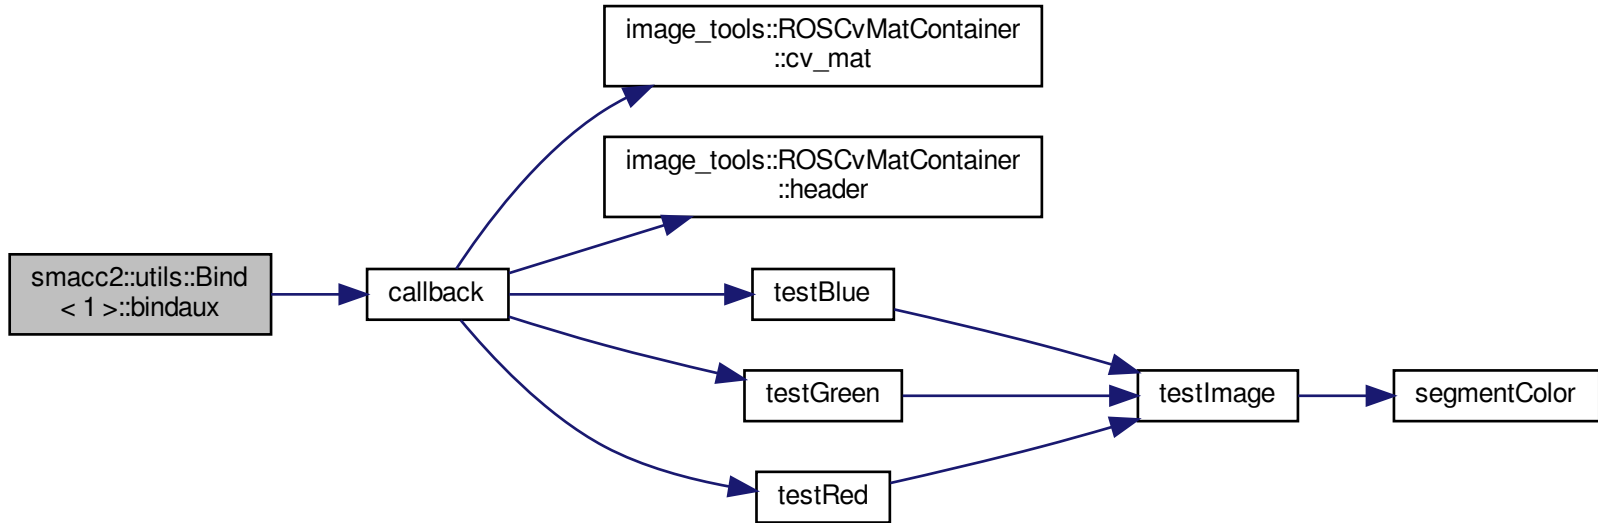 image_tools::ROSCvMatContainer
::cv_mat
image_tools::ROSCvMatContainer
::header
smacc2::utils::Bind
< 1 >::bindaux
callback
testBlue
testGreen
testImage
segmentColor
testRed